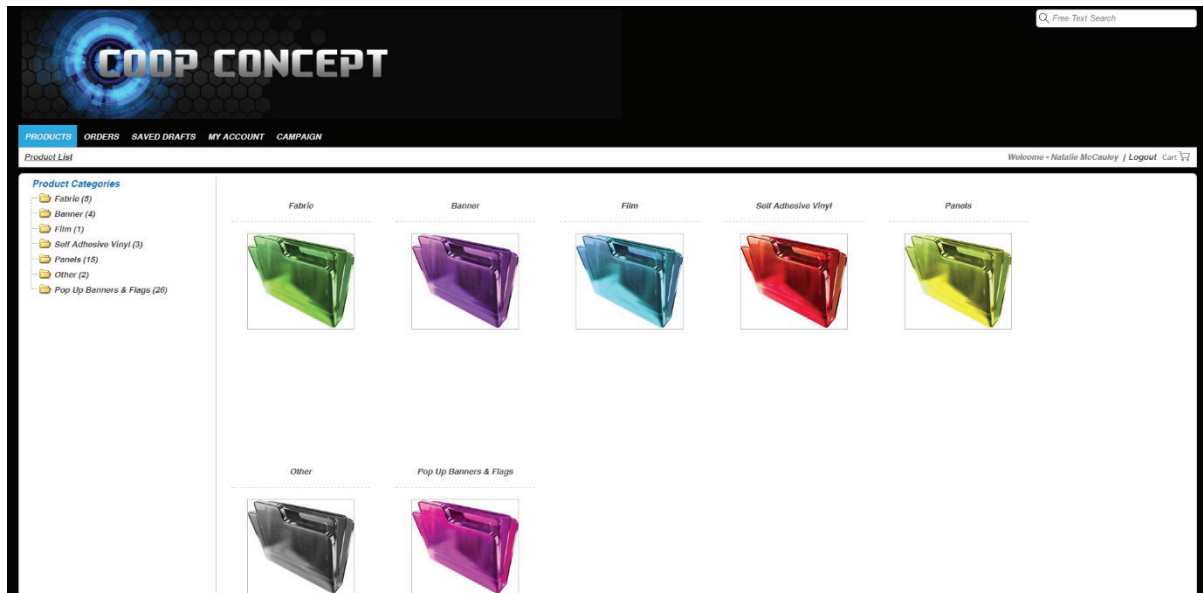 Free Text Search
COOP CONCEPT
PRODUCTS ORDERS SAVED DRAFTS MY ACCOUNT CAMPAIGN
Product List
Welcome - Natalie McCauley | Logout Cart
Product Categories
Fabric (5)
Banner (4)
Film (1)
Self Adhesive Vinyl (3)
Panels (15)
Other (2)
Pop Up Banners & Flags (26)
Fabric Banner Film Self Adhesive Vinyl Panels
Other Pop Up Banners & Flags